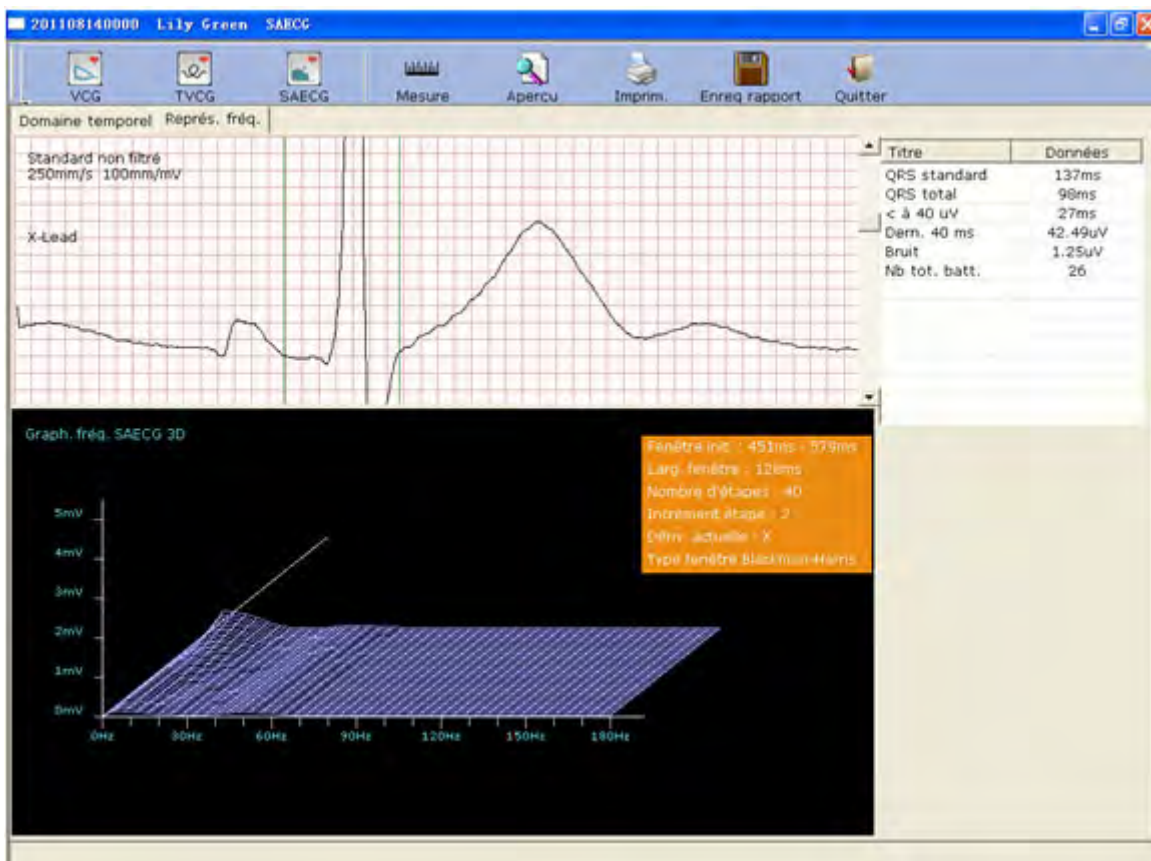 201108140000 Lily Green SAECG
VCG TVCG SAECG Mesure Apercu Imprim. Enreq rapport Quitter
Domaine temporel Représ. fréq.
Standard non filtré
250mm/s 100mm/mV
X-Lead
Titre Données
QRS standard 137ms
QRS total 98ms
< à 40 uV 27ms
Dern. 40 ms 42.49uV
Bruit 1.25uV
Nb tot. batt. 26
Graph. fréq. SAECG 3D
Fenêtre init. : 451ms - 579ms
Larg. fenêtre : 128ms
Nombre d'étapes : 40
Incrément étape : 2
Dériv. actuelle : X
Type fenêtre Blackman-Harris
5mV
4mV
3mV
2mV
1mV
0mV
0Hz 30Hz 60Hz 90Hz 120Hz 150Hz 180Hz